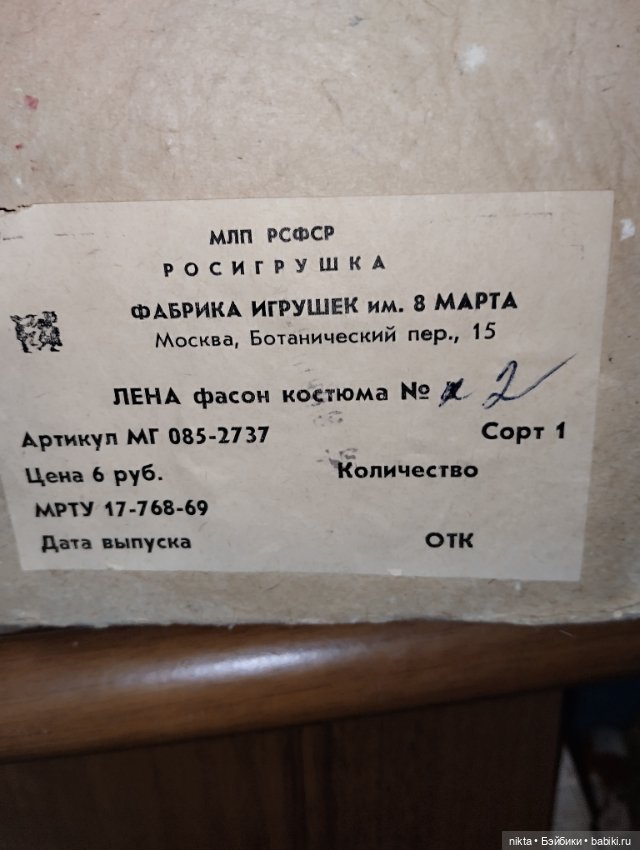 МЛП РСФСР
РОСИГРУШКА
ФАБРИКА ИГРУШЕК им. 8 МАРТА
Москва, Ботанический пер., 15
ЛЕНА фасон костюма № 2
Артикул МГ 085-2737 Сорт 1
Цена 6 руб. Количество
МРТУ 17-768-69
Дата выпуска ОТК
nikta • Бэйбики • babiki.ru